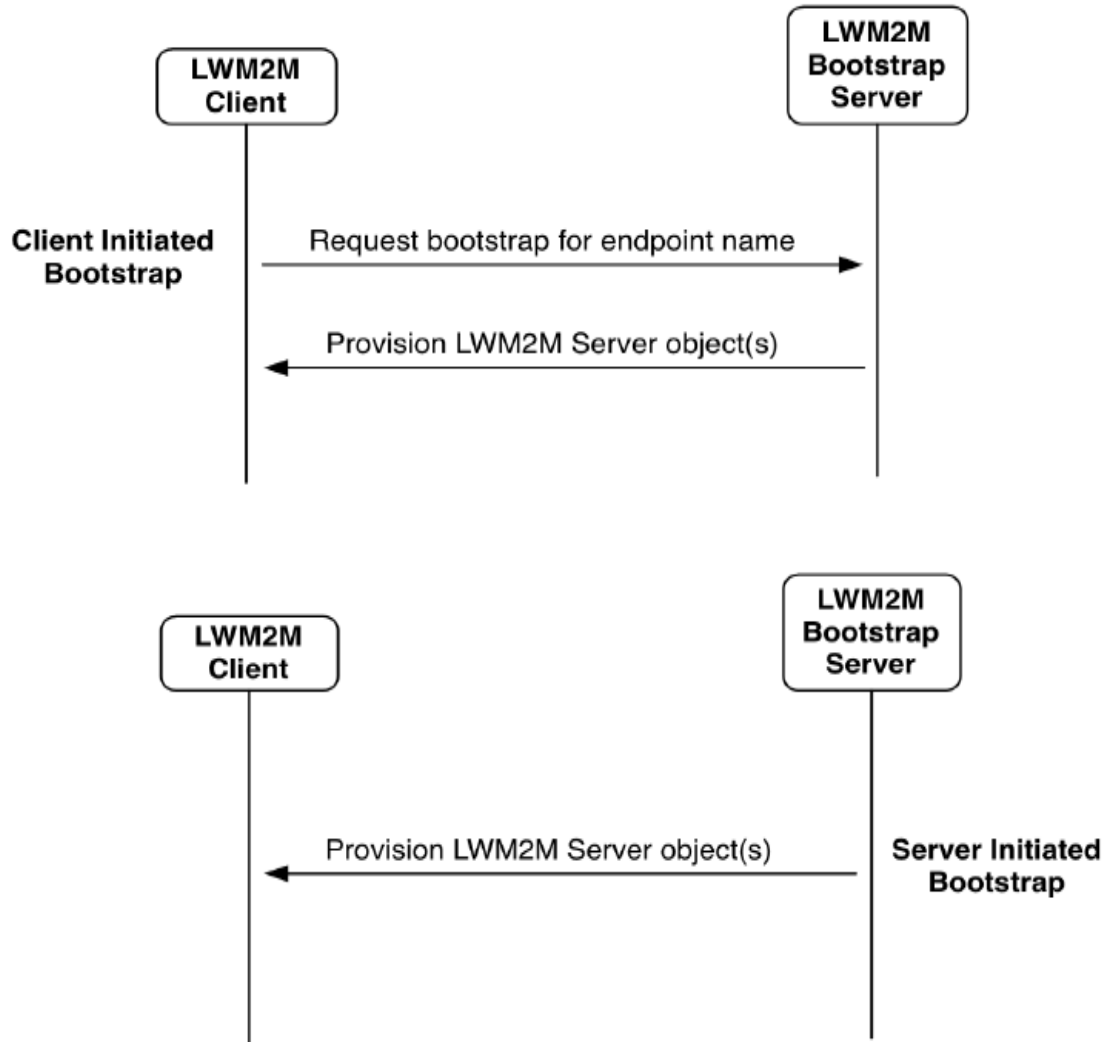 LWM2M
Client
LWM2M
Bootstrap
Server
Client Initiated
Bootstrap
Request bootstrap for endpoint name
Provision LWM2M Server object(s)
LWM2M
Client
LWM2M
Bootstrap
Server
Provision LWM2M Server object(s)
Server Initiated
Bootstrap